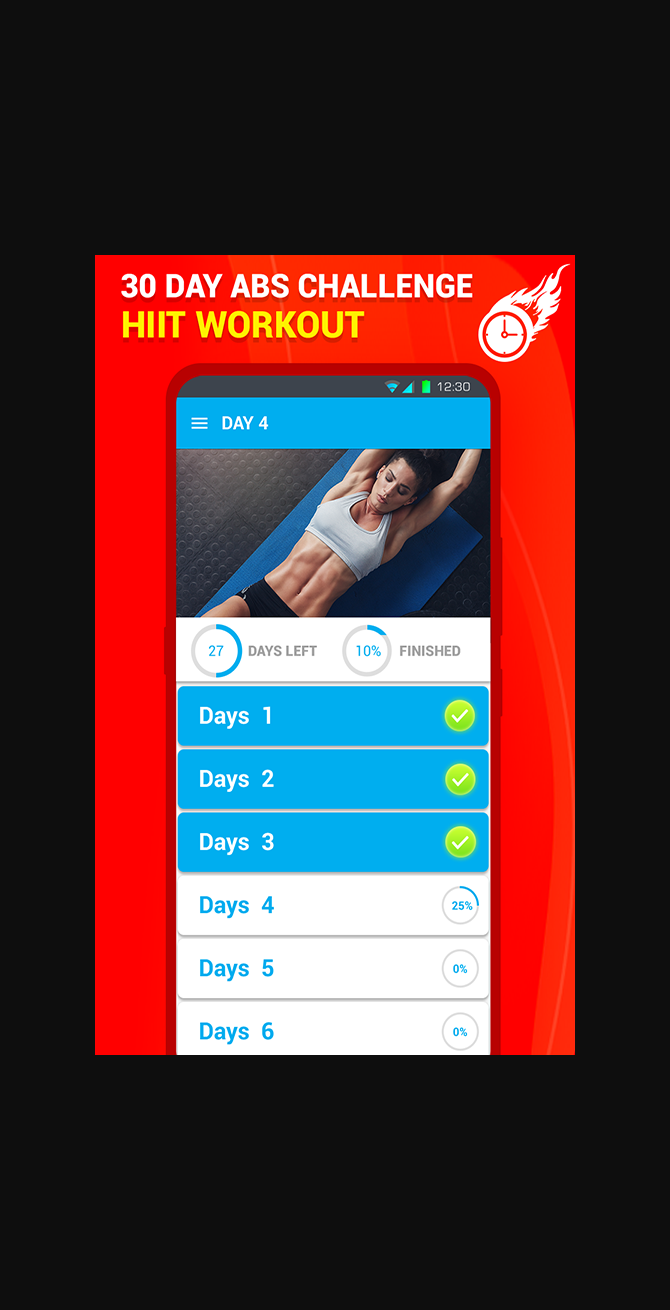 30 DAY ABS CHALLENGE
HIIT WORKOUT
12:30
DAY 4
27 DAYS LEFT 10% FINISHED
Days 1
Days 2
Days 3
Days 4 25%
Days 5 0%
Days 6 0%